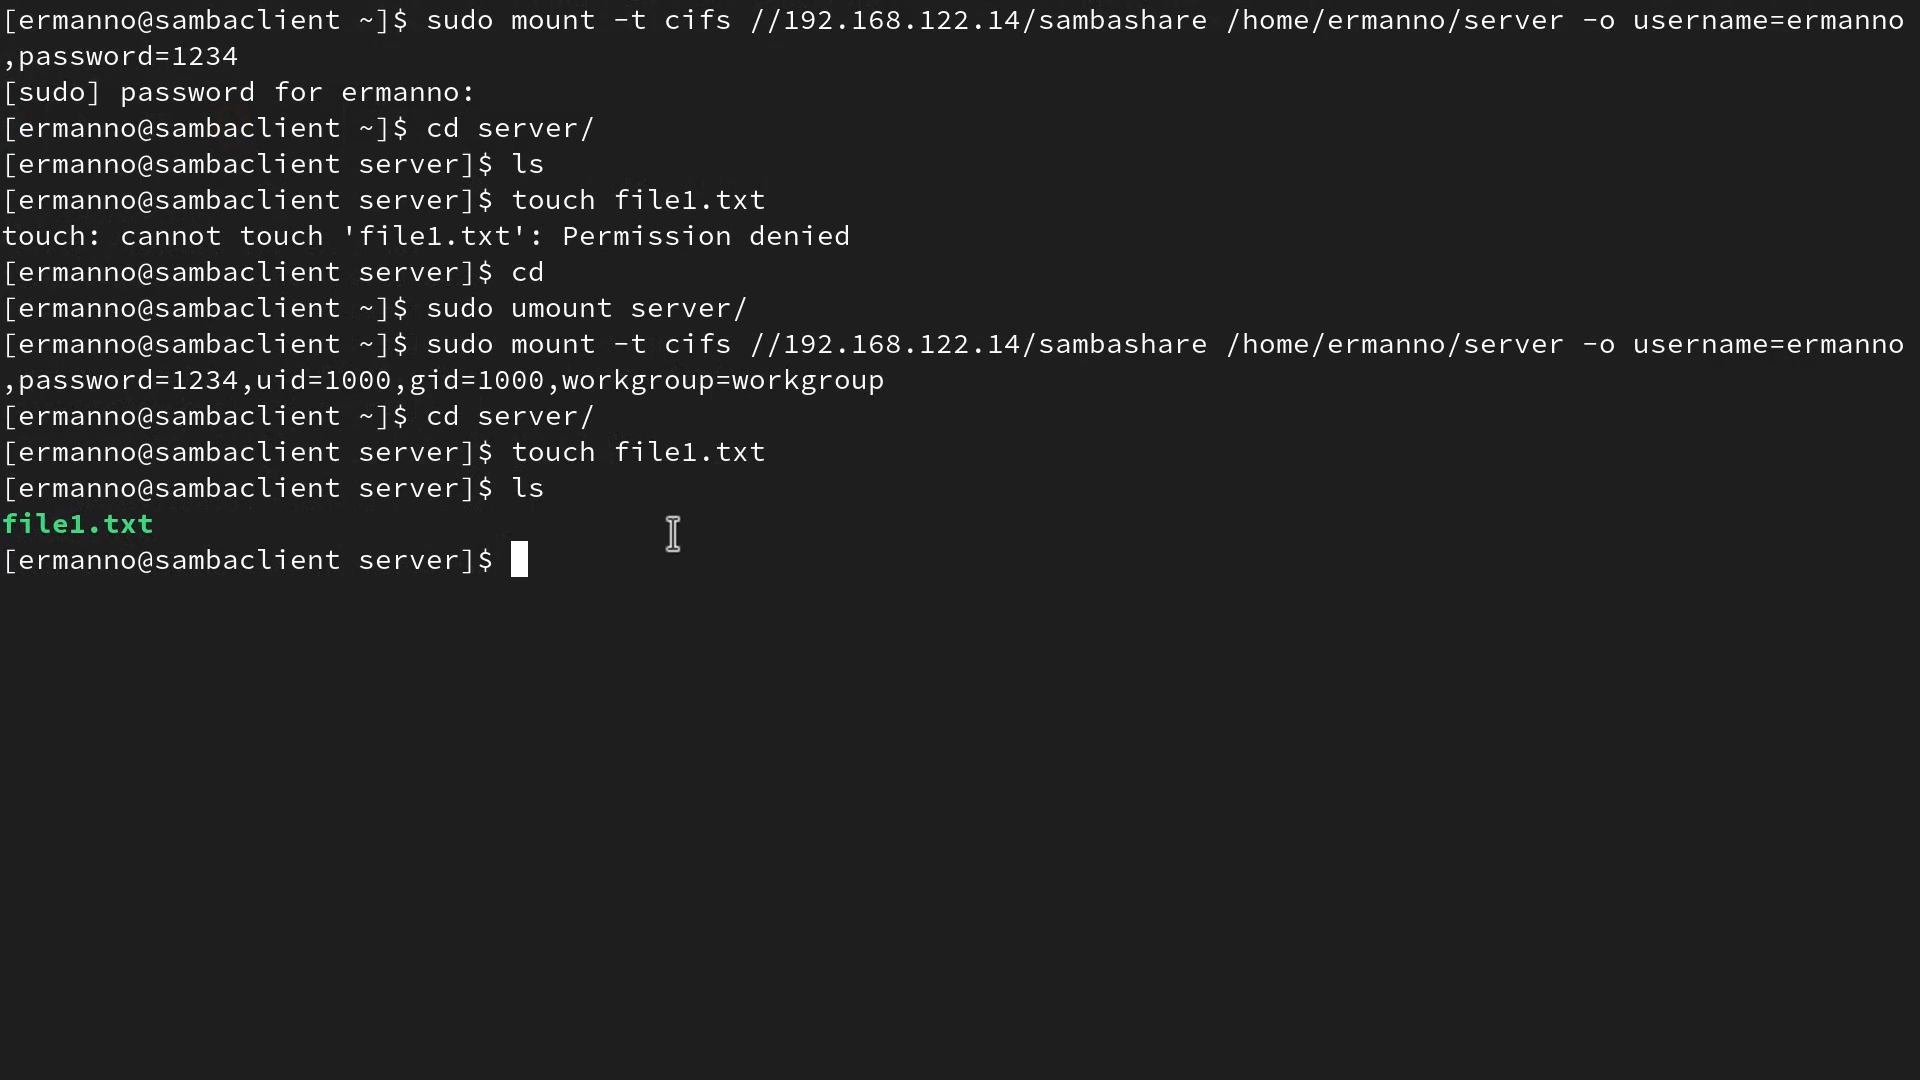 [ermanno@sambaclient ~]$ sudo mount -t cifs //192.168.122.14/sambashare /home/ermanno/server -o username=ermanno
,password=1234
[sudo] password for ermanno:
[ermanno@sambaclient ~]$ cd server/
[ermanno@sambaclient server]$ ls
[ermanno@sambaclient server]$ touch file1.txt
touch: cannot touch 'file1.txt': Permission denied
[ermanno@sambaclient server]$ cd
[ermanno@sambaclient ~]$ sudo umount server/
[ermanno@sambaclient ~]$ sudo mount -t cifs //192.168.122.14/sambashare /home/ermanno/server -o username=ermanno
,password=1234,uid=1000,gid=1000,workgroup=workgroup
[ermanno@sambaclient ~]$ cd server/
[ermanno@sambaclient server]$ touch file1.txt
[ermanno@sambaclient server]$ ls
file1.txt
[ermanno@sambaclient server]$